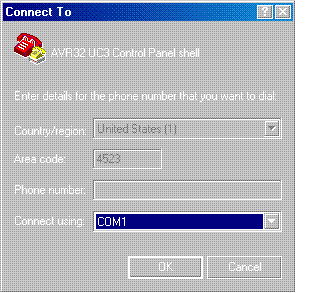 Connect To
AVR32 UC3 Control Panel shell
Enter details for the phone number that you want to dial:
Country/region: United States (1)
Area code: 4523
Phone number:
Connect using: COM1
OK Cancel